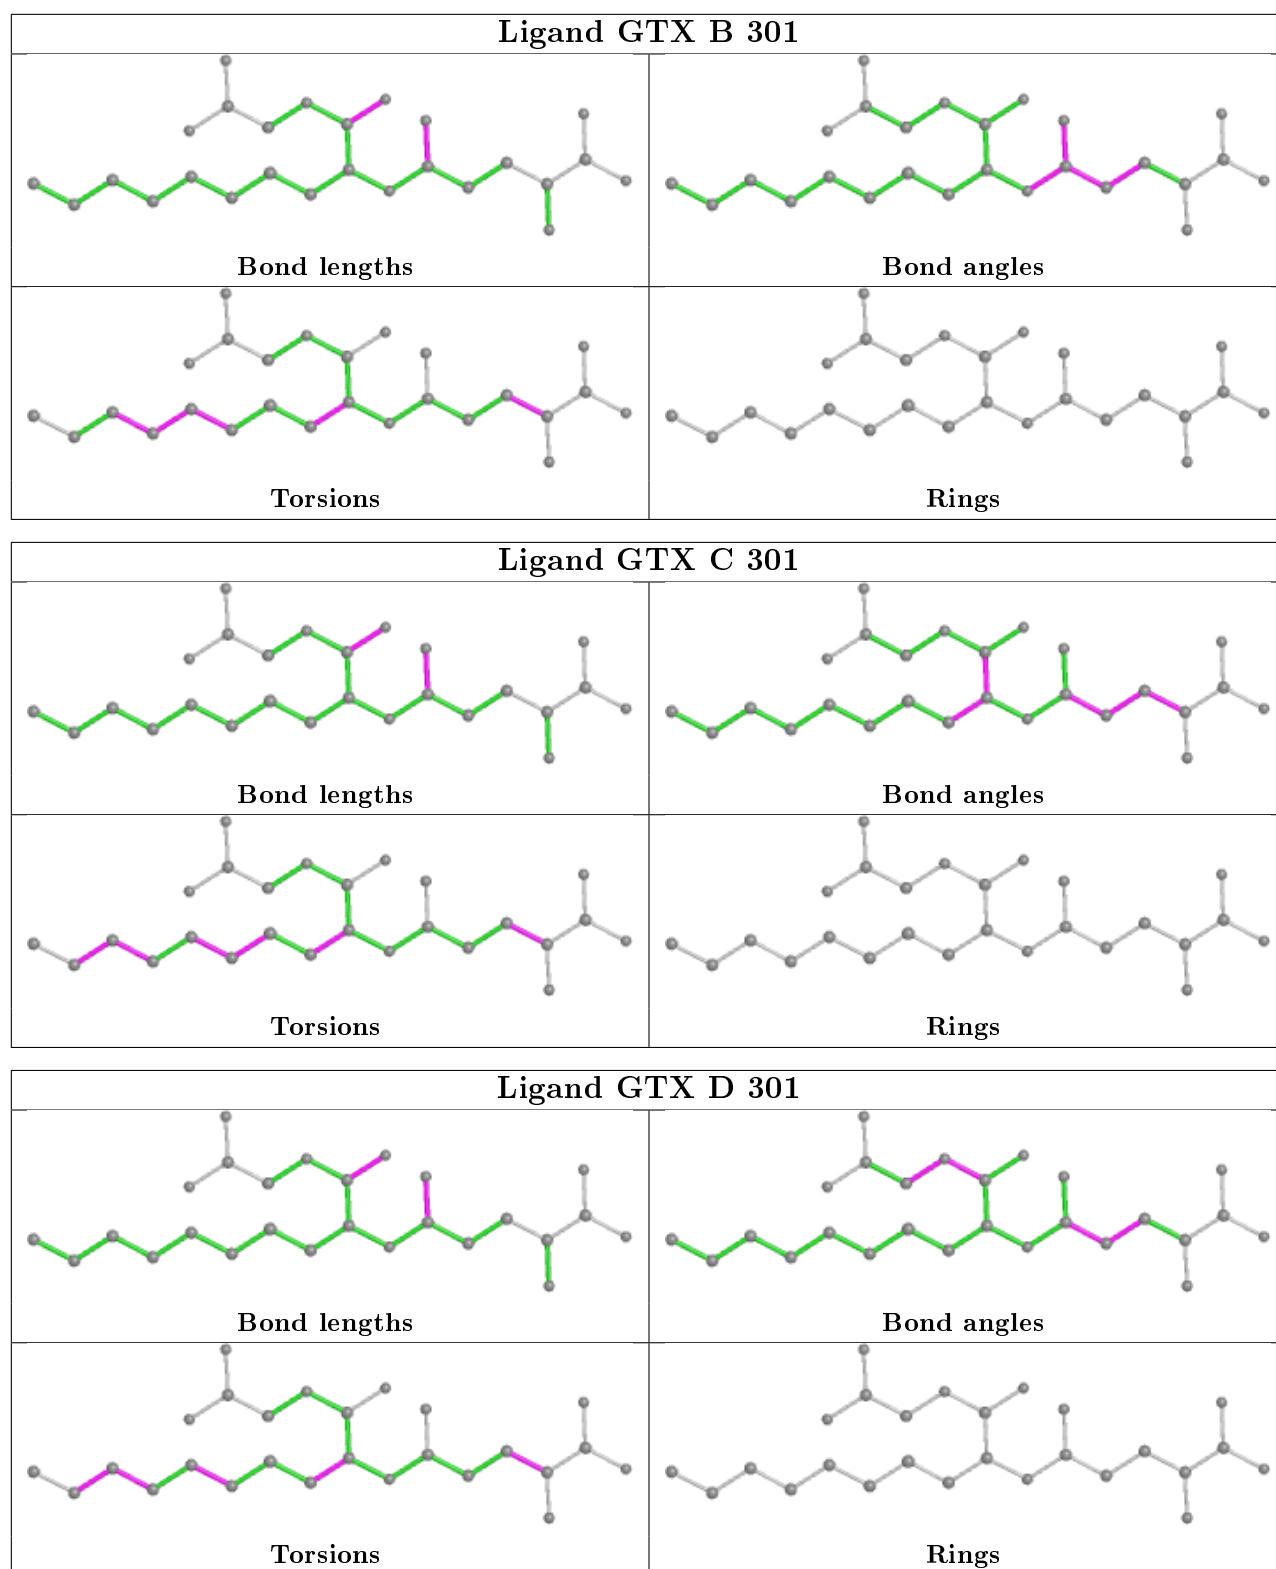 Ligand GTX B 301
Bond lengths
Bond angles
Torsions
Rings
Ligand GTX C 301
Bond lengths
Bond angles
Torsions
Rings
Ligand GTX D 301
Bond lengths
Bond angles
Torsions
Rings